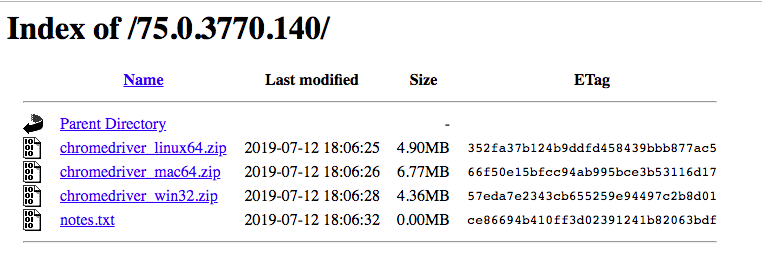 Index of /75.0.3770.140/
Name Last modified Size ETag
Parent Directory -
chromedriver_linux64.zip 2019-07-12 18:06:25 4.90MB 352fa37b124b9ddfd458439bbb877ac5
chromedriver_mac64.zip 2019-07-12 18:06:26 6.77MB 66f50e15bfcc94ab995bce3b53116d17
chromedriver_win32.zip 2019-07-12 18:06:28 4.36MB 57eda7e2343cb655259e94497c2b8d01
notes.txt 2019-07-12 18:06:32 0.00MB ce86694b410ff3d02391241b82063bdf